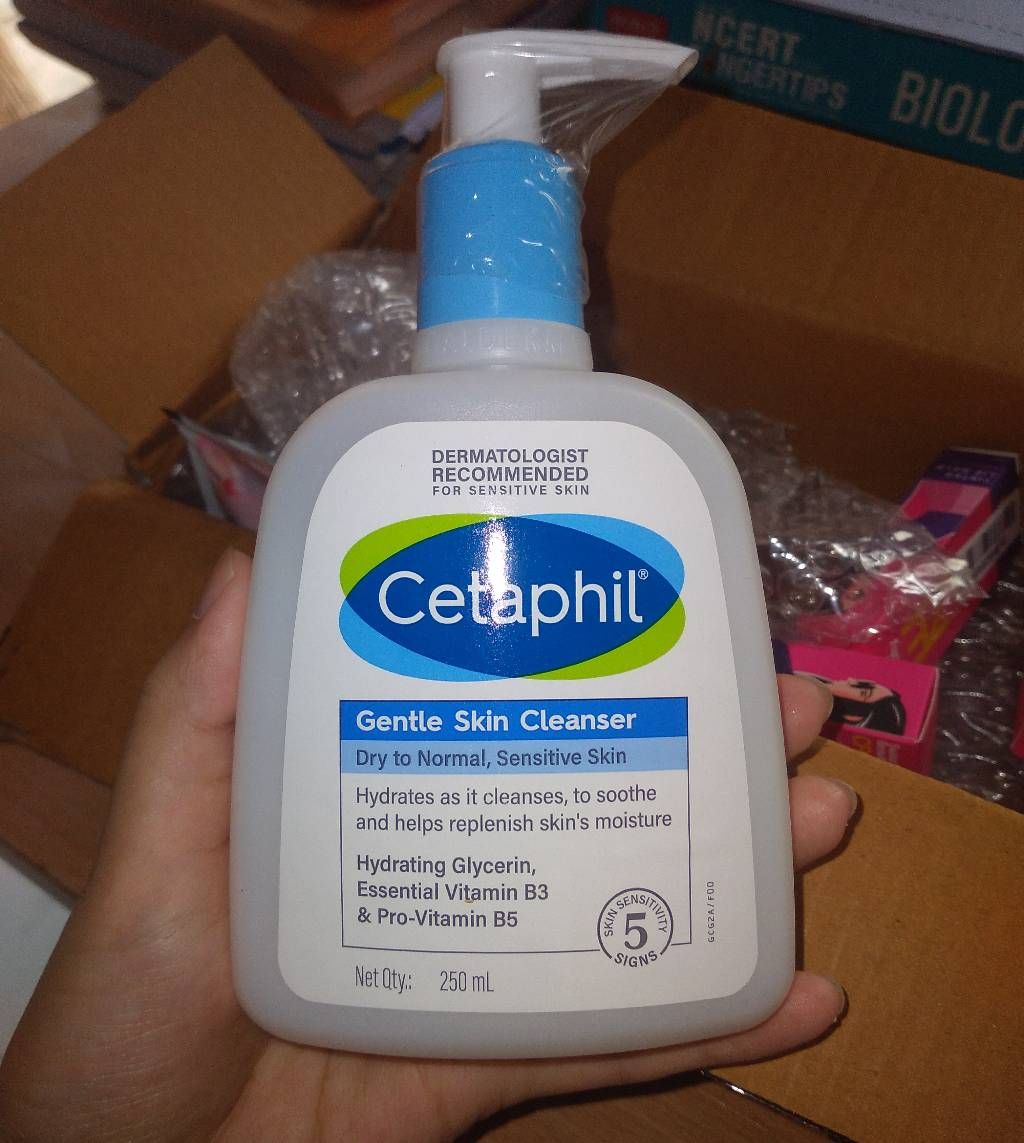 NCERT
FINGERTIPS
BIOLO
DERMATOLOGIST
RECOMMENDED
FOR SENSITIVE SKIN
Cetaphil®
Gentle Skin Cleanser
Dry to Normal, Sensitive Skin
Hydrates as it cleanses, to soothe
and helps replenish skin's moisture
Hydrating Glycerin,
Essential Vitamin B3
& Pro-Vitamin B5
SKIN SENSITIVITY
5
SIGNS
GCG2A/F00
Net Qty.: 250 mL